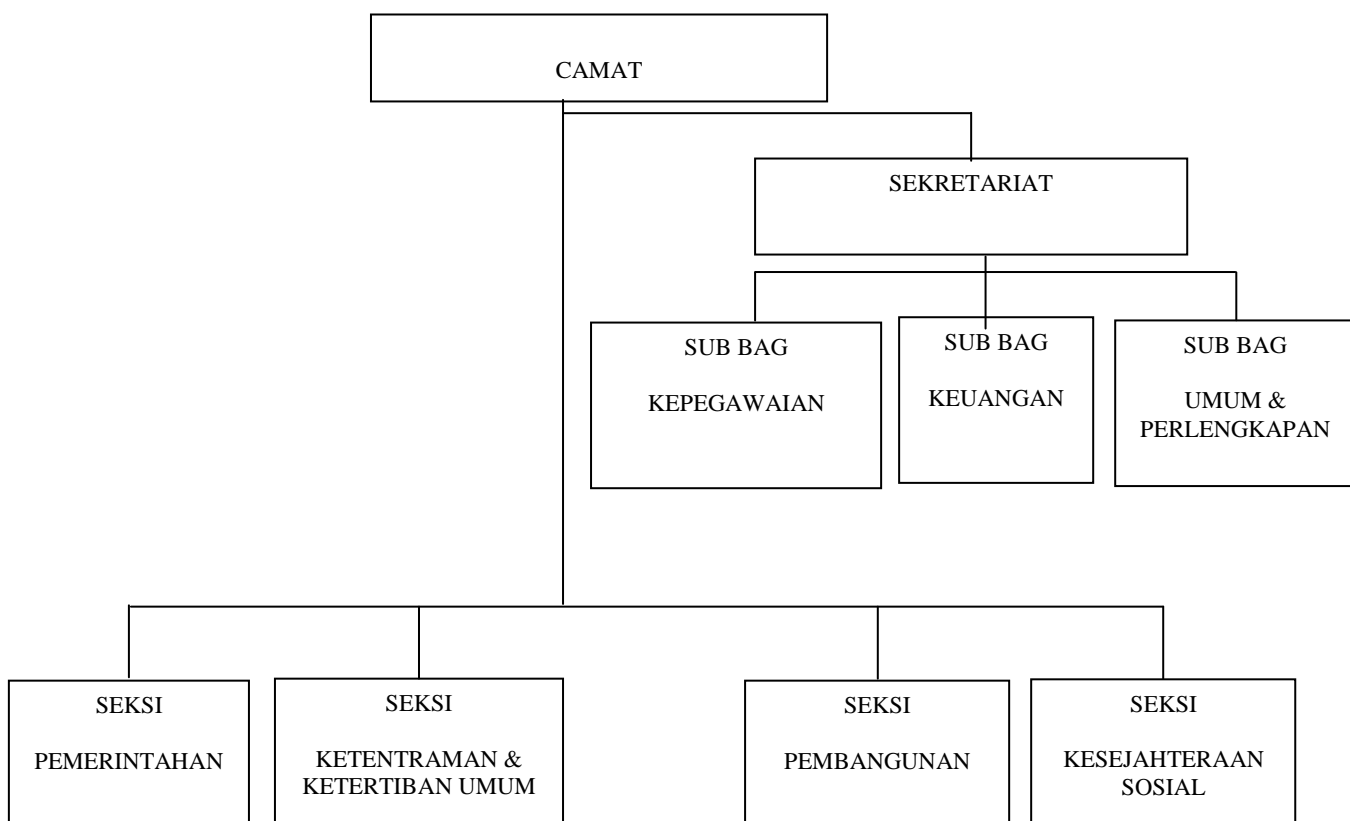 CAMAT
SEKRETARIAT
SUB BAG
KEPEGAWAIAN
SUB BAG
KEUANGAN
SUB BAG
UMUM &
PERLENGKAPAN
SEKSI
PEMERINTAHAN
SEKSI
KETENTRAMAN &
KETERTIBAN UMUM
SEKSI
PEMBANGUNAN
SEKSI
KESEJAHTERAAN
SOSIAL